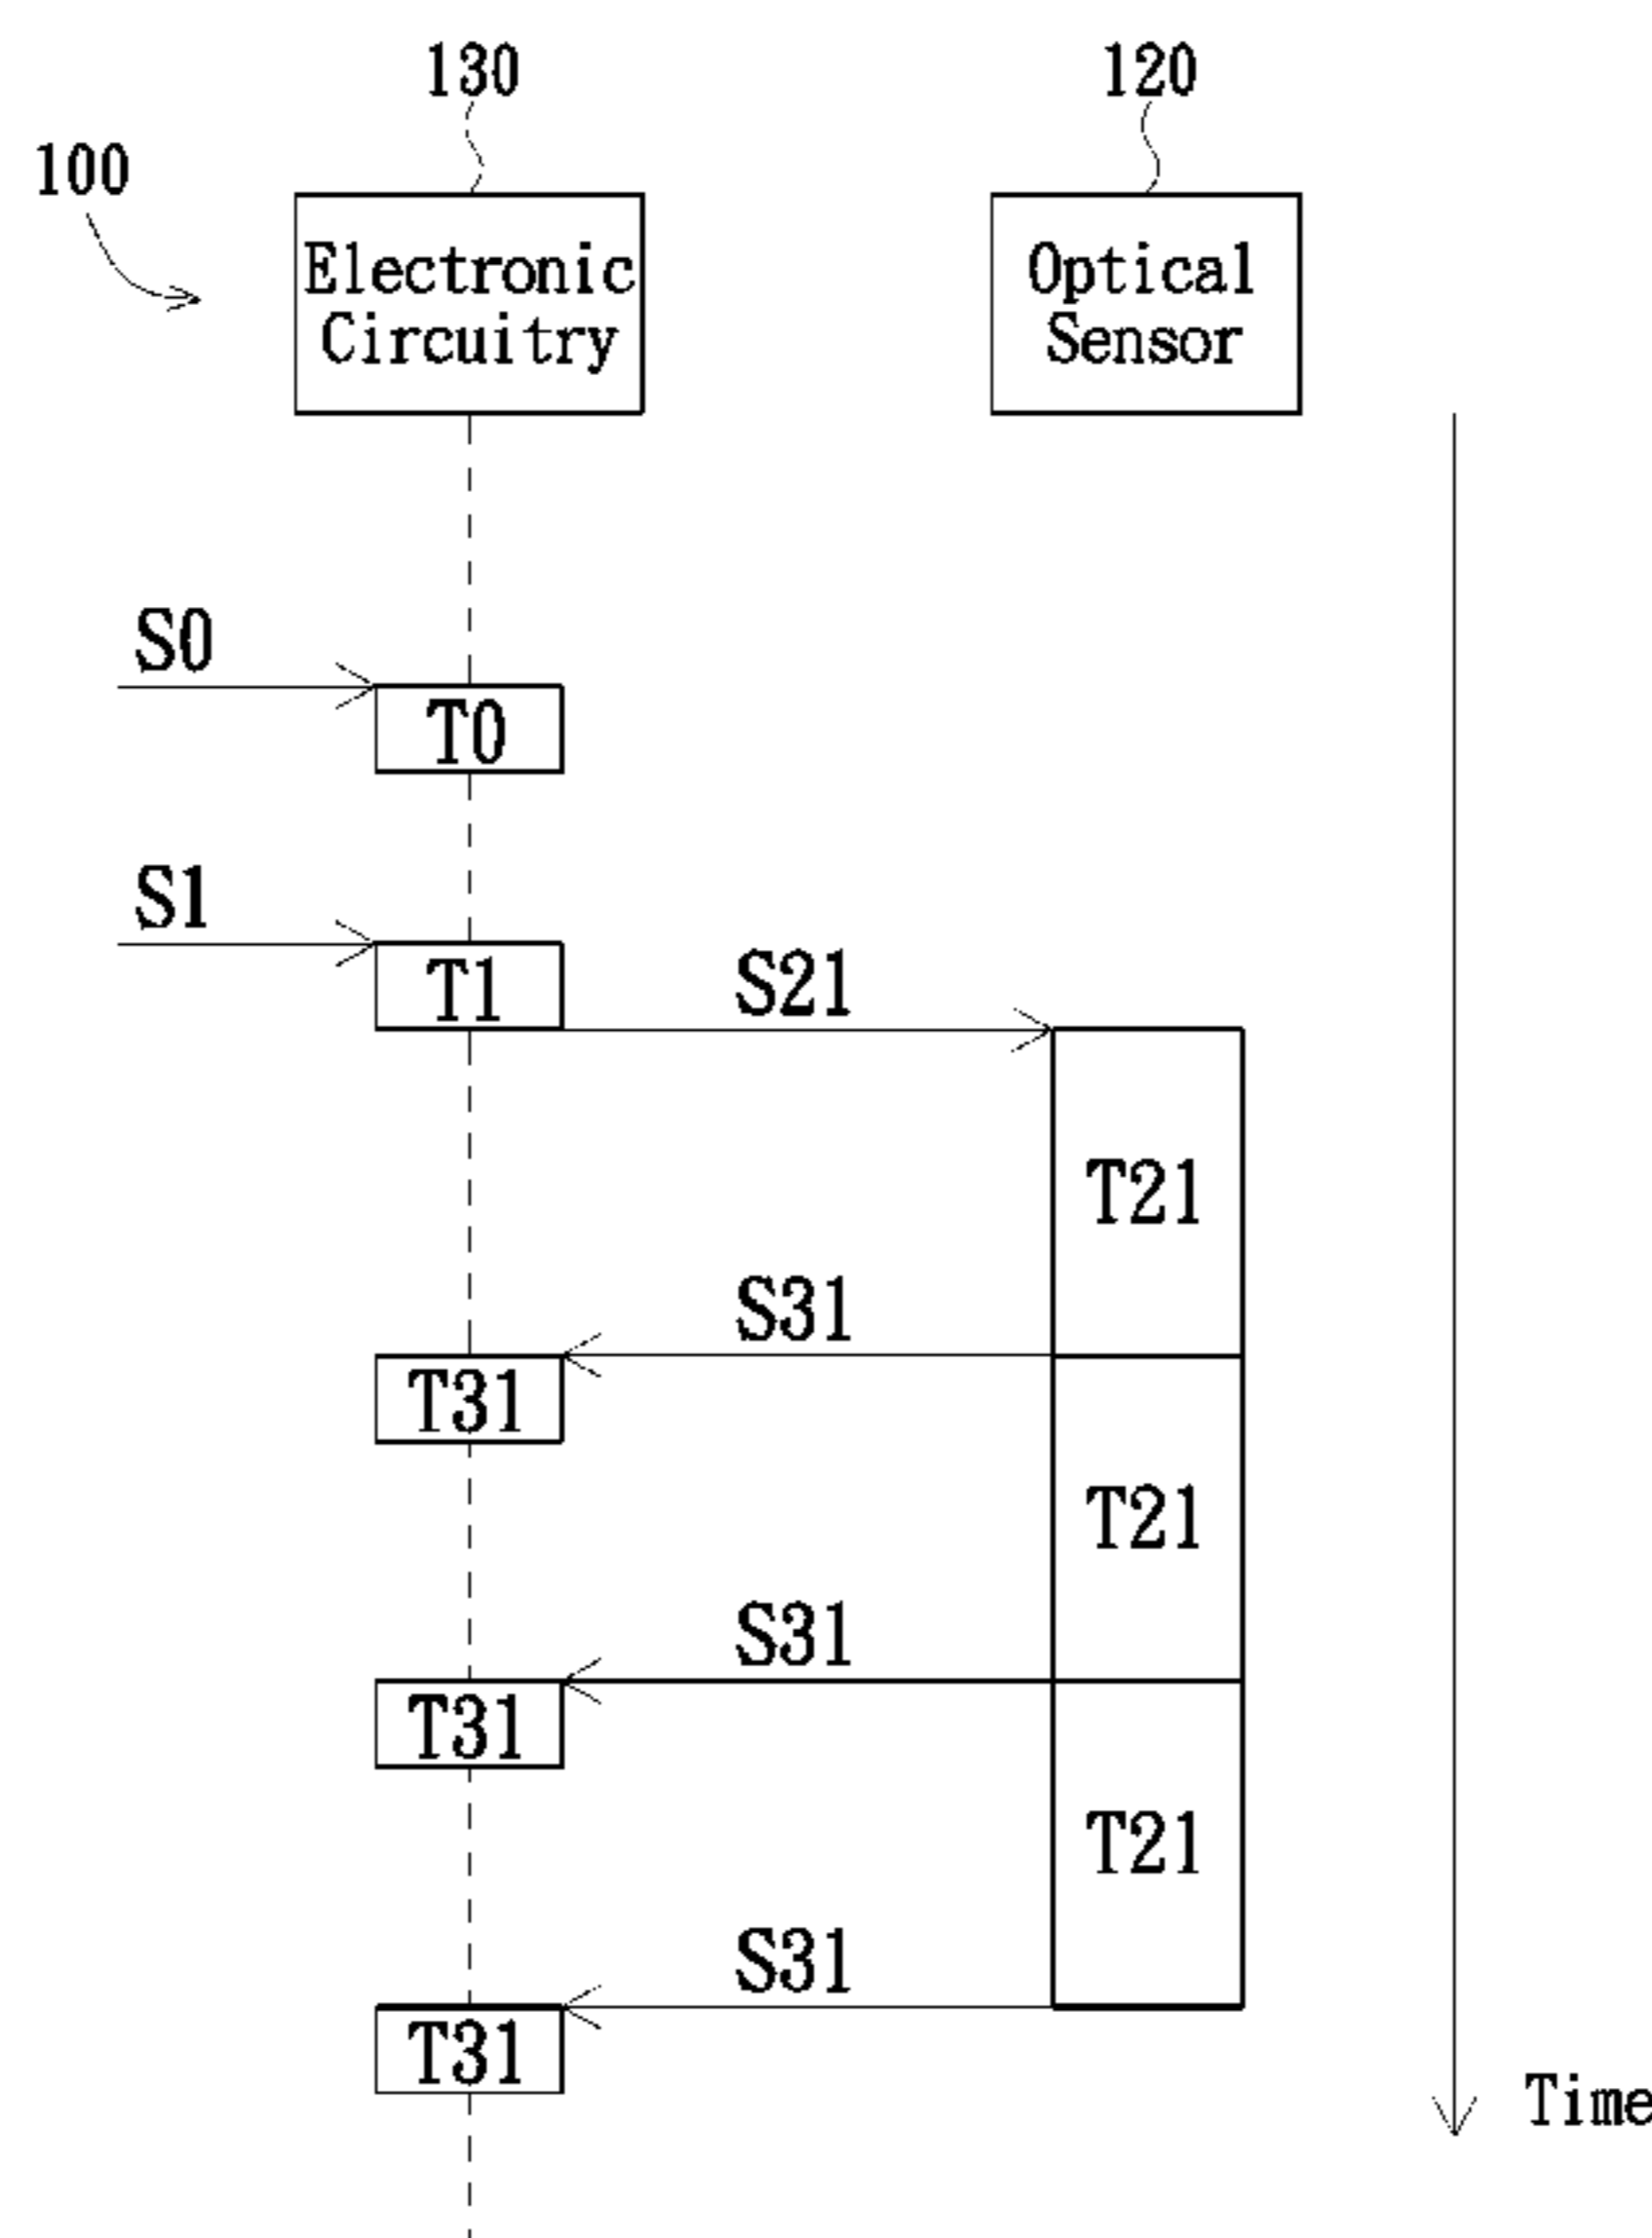 130
120
100
Electronic
Circuitry
Optical
Sensor
S0
T0
S1
T1
S21
T21
S31
T31
T21
S31
T31
T21
S31
T31
Time